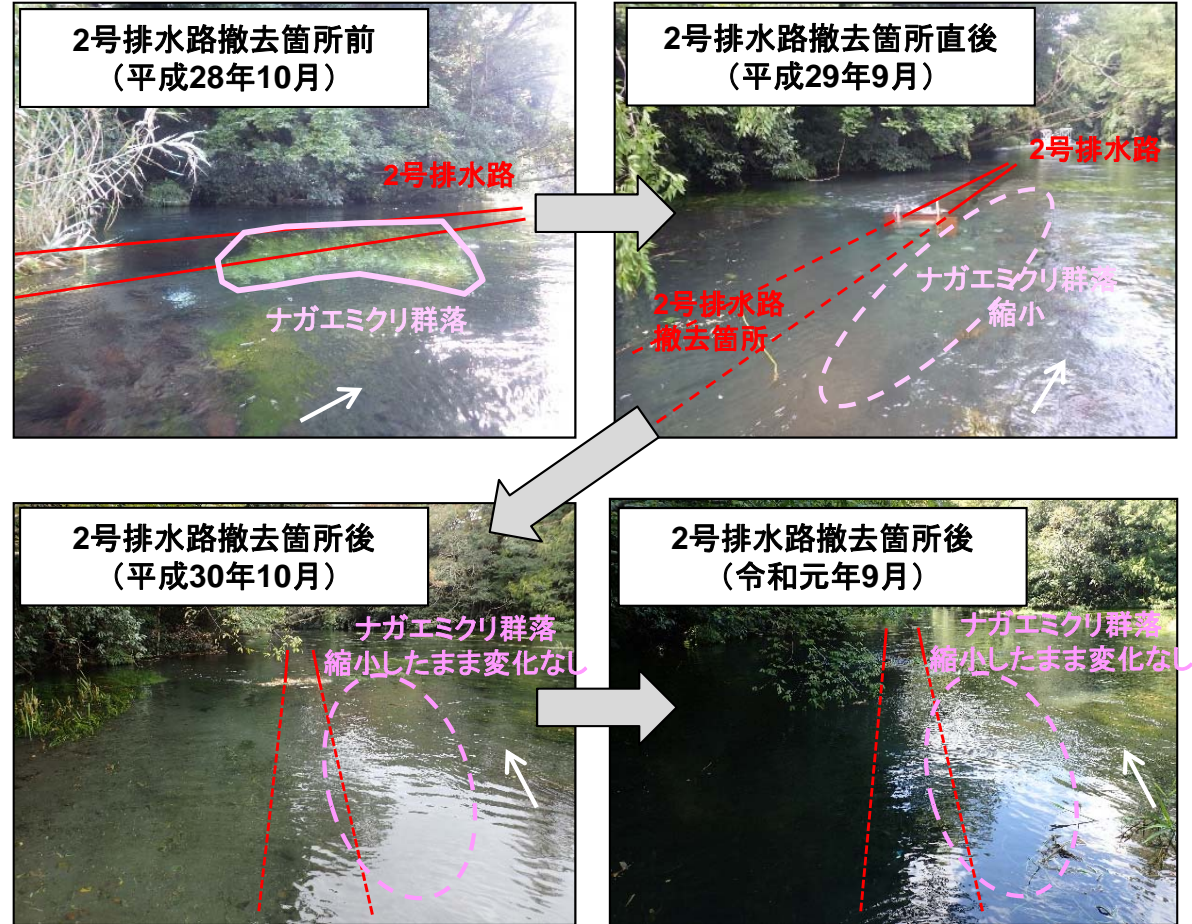 2号排水路撤去箇所前
（平成28年10月）
2号排水路
ナガエミクリ群落
2号排水路撤去箇所直後
（平成29年9月）
2号排水路
ナガエミクリ群落
縮小
2号排水路
撤去箇所
2号排水路撤去箇所後
（平成30年10月）
ナガエミクリ群落
縮小したまま変化なし
2号排水路撤去箇所後
（令和元年9月）
ナガエミクリ群落
縮小したまま変化なし